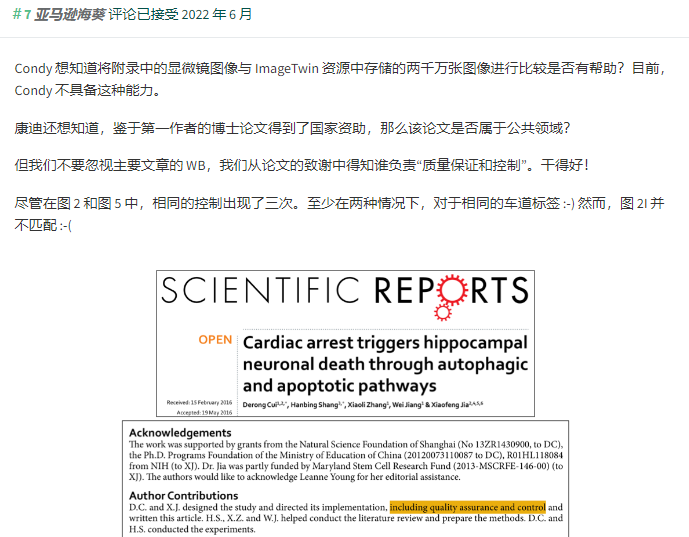 #7 亚马逊海葵 评论已接受 2022 年 6 月
Condy 想知道将附录中的显微镜图像与 ImageTwin 资源中存储的两千万张图像进行比较是否有帮助？目前，
Condy 不具备这种能力。
康迪还想知道，鉴于第一作者的博士论文得到了国家资助，那么该论文是否属于公共领域？
但我们不要忽视主要文章的 WB，我们从论文的致谢中得知谁负责“质量保证和控制”。干得好！
尽管在图 2 和图 5 中，相同的控制出现了三次。至少在两种情况下，对于相同的车道标签 :-) 然而，图 2I 并
不匹配 :-(
SCIENTIFIC REPORTS
OPEN
Cardiac arrest triggers hippocampal
neuronal death through autophagic
and apoptotic pathways
Received: 15 February 2016
Accepted: 19 May 2016
Derong Cui1,2,*, Hanbing Shang3,*, Xiaoli Zhang1, Wei Jiang1 & Xiaofeng Jia2,4,5,6
Acknowledgements
The work was supported by grants from the Natural Science Foundation of Shanghai (No 13ZR1430900, to DC),
the Ph.D. Programs Foundation of the Ministry of Education of China (20120073110087 to DC), R01HL118084
from NIH (to XJ). Dr. Jia was partly funded by Maryland Stem Cell Research Fund (2013-MSCRFE-146-00) (to
XJ). The authors would like to acknowledge Leanne Young for her editorial assistance.
Author Contributions
D.C. and X.J. designed the study and directed its implementation, including quality assurance and control and
written this article. H.S., X.Z. and W.J. helped conduct the literature review and prepare the methods. D.C. and
H.S. conducted the experiments.